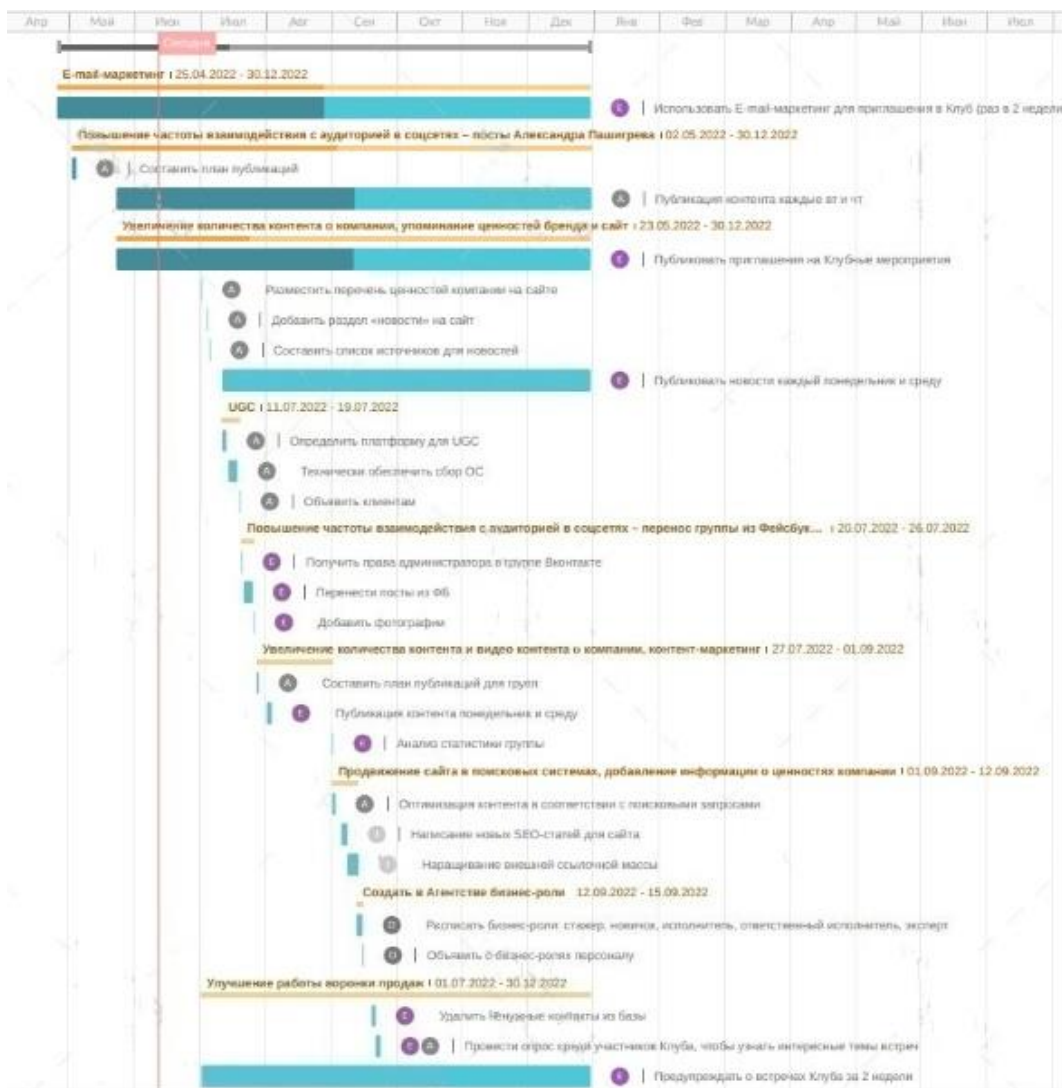 Апр Май Июн Июл Авг Сен Окт Ноя Дек Янв Фев Мар Апр Май Июн Июл
Сегодня
E-mail-маркетинг 25.04.2022 - 30.12.2022
E | Использовать E-mail-маркетинг для приглашения в Клуб (раз в 2 недели
Повышение частоты взаимодействия с аудиторией в соцсетях – посты Александра Пашигрева 02.05.2022 - 30.12.2022
А | Составить план публикаций
А | Публикация контента каждые вт и чт
Увеличение количества контента о компании, упоминание ценностей бренда и сайт 23.05.2022 - 30.12.2022
E | Публиковать приглашения на Клубные мероприятия
А Разместить перечень ценностей компании на сайте
А | Добавить раздел «новости» на сайт
А | Составить список источников для новостей
E | Публиковать новости каждый понедельник и среду
UGC 11.07.2022 - 19.07.2022
А | Определить платформу для UGC
А Технически обеспечить сбор ОС
А | Объявить клиентам
Повышение частоты взаимодействия с аудиторией в соцсетях – перенос группы из Фейсбук... 20.07.2022 - 26.07.2022
E | Получить права администратора в группе Вконтакте
E | Перенести посты из ФБ
E Добавить фотографии
Увеличение количества контента и видео контента о компании, контент-маркетинг 27.07.2022 - 01.09.2022
А Составить план публикаций для групп
E Публикация контента понедельник и среду
E | Анализ статистики группы
Продвижение сайта в поисковых системах, добавление информации о ценностях компании 01.09.2022 - 12.09.2022
А | Оптимизация контента в соответствии с поисковыми запросами
| Написание новых SEO-статей для сайта
Наращивание внешней ссылочной массы
Создать в Агентстве бизнес-роли 12.09.2022 - 15.09.2022
О Расписать бизнес-роли: стажер, новичок, исполнитель, ответственный исполнитель, эксперт
О | Объявить о бизнес-ролях персоналу
Улучшение работы воронки продаж 01.07.2022 - 30.12.2022
E Удалить ненужные контакты из базы
E А | Провести опрос среди участников Клуба, чтобы узнать интересные темы встреч
E | Предупреждать о встречах Клуба за 2 недели